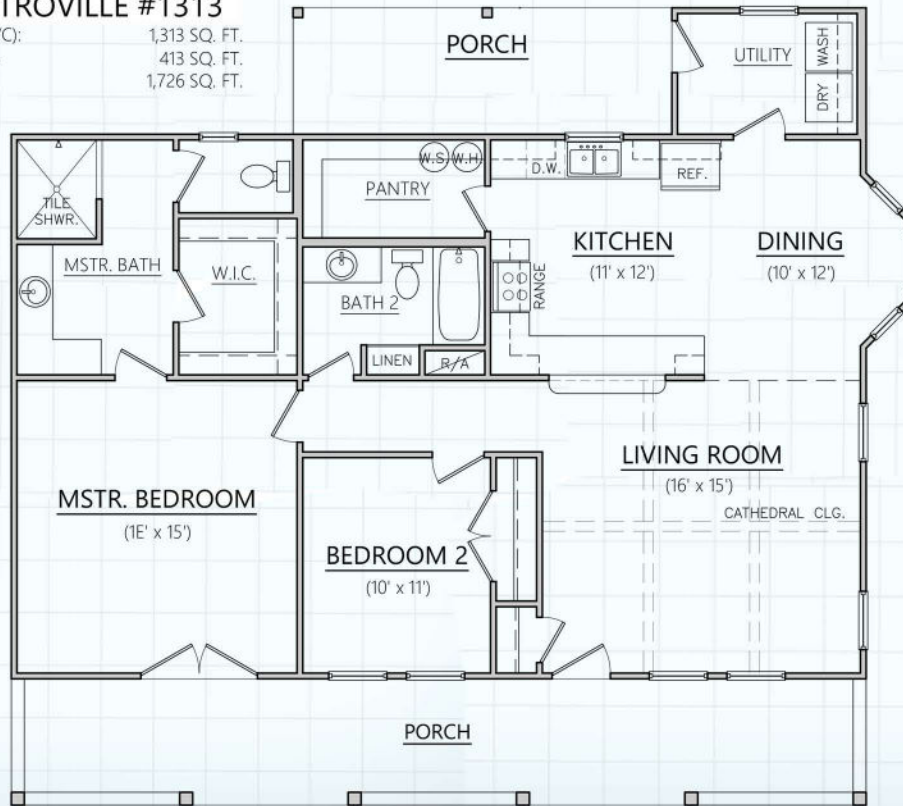 TROVILLE #1313
/C): 1,313 SQ. FT.
413 SQ. FT.
1,726 SQ. FT.
PORCH
UTILITY
WASH
DRY
TILE
SHWR.
MSTR. BATH
W.I.C.
PANTRY
W.S. W.H.
D.W.
REF.
KITCHEN
(11' x 12')
RANGE
DINING
(10' x 12')
BATH 2
LINEN
R/A
MSTR. BEDROOM
(1E' x 15')
BEDROOM 2
(10' x 11')
LIVING ROOM
(16' x 15')
CATHEDRAL CLG.
PORCH